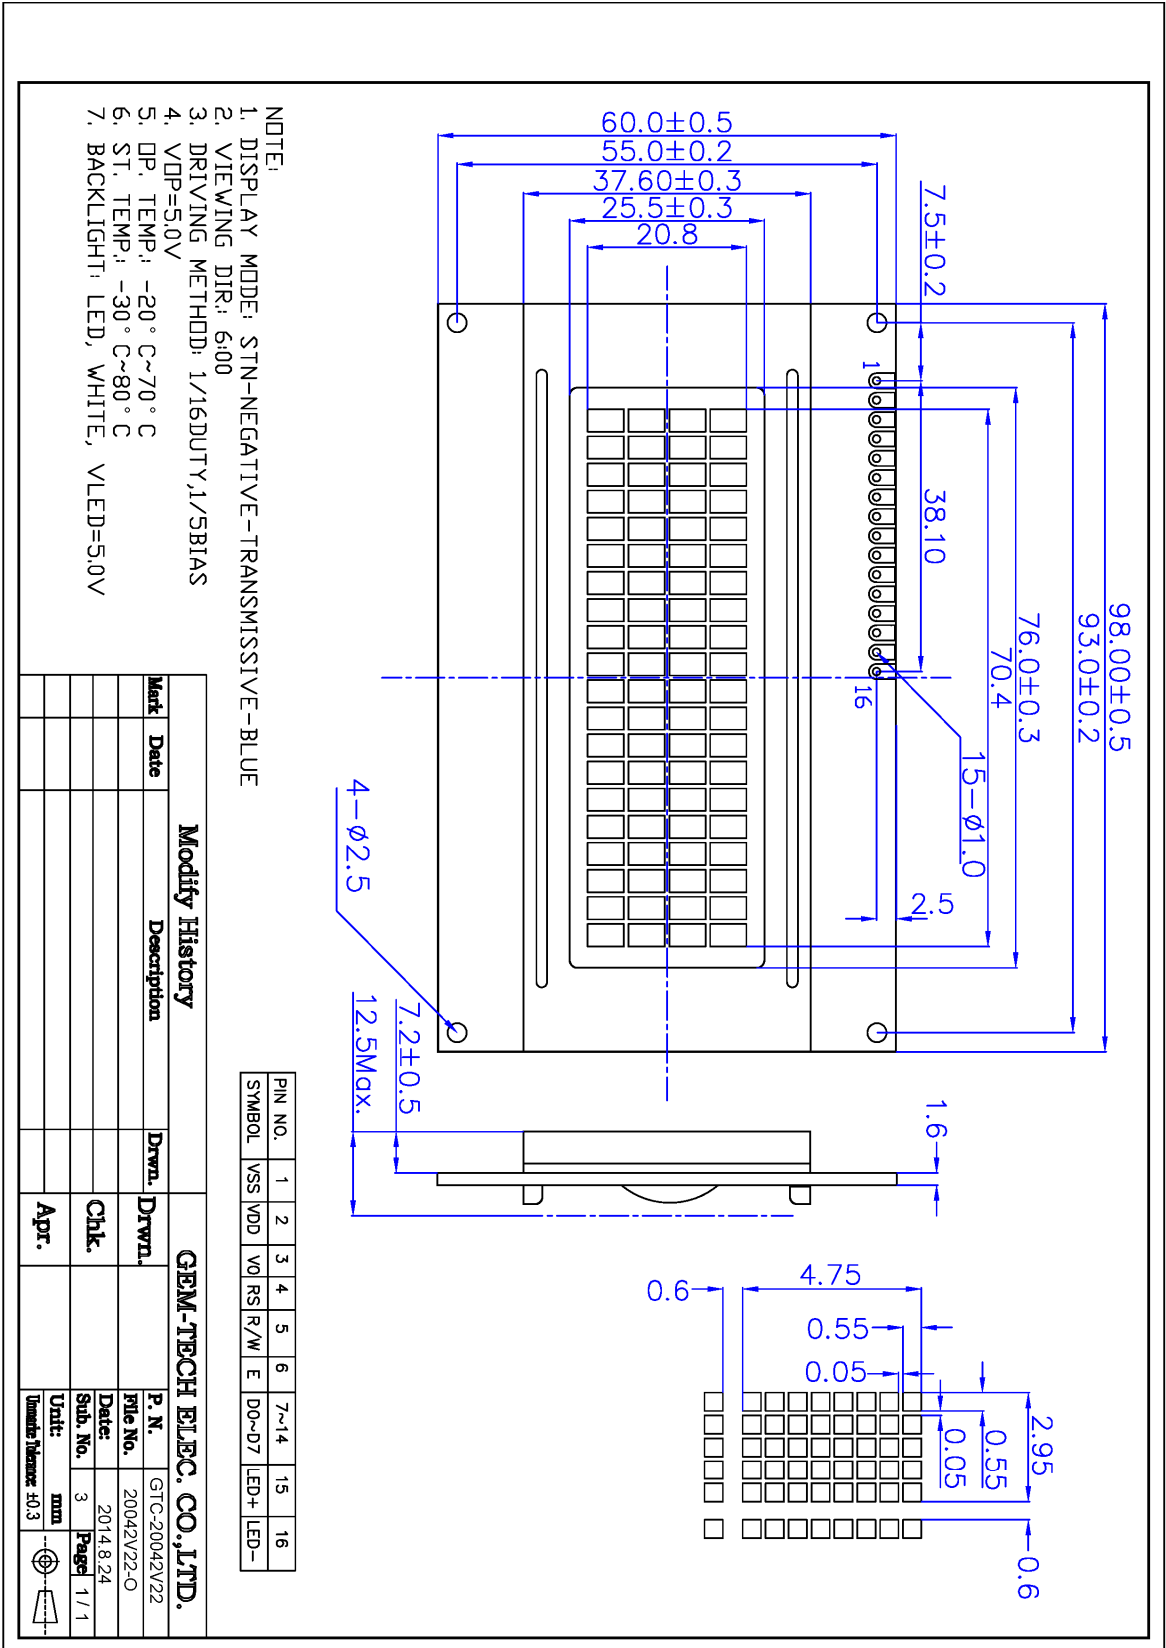 98.00±0.5
93.0±0.2
76.0±0.3
70.4
7.5±0.2
38.10
15-ø1.0
2.5
1
16
60.0±0.5
55.0±0.2
37.60±0.3
25.5±0.3
20.8
4-ø2.5
1.6
7.2±0.5
12.5Max.
2.95
0.55
0.05
0.6
4.75
0.55
0.05
0.6
NOTE:
1. DISPLAY MODE: STN-NEGATIVE-TRANSMISSIVE-BLUE
2. VIEWING DIR.: 6:00
3. DRIVING METHOD: 1/16DUTY,1/5BIAS
4. VOP=5.0V
5. OP. TEMP.: -20°C~70°C
6. ST. TEMP.: -30°C~80°C
7. BACKLIGHT: LED, WHITE, VLED=5.0V
PIN NO. 1 2 3 4 5 6 7~14 15 16
SYMBOL VSS VDD V0 RS R/W E D0~D7 LED+ LED-
Modify History
Mark Date Description Drwn.
GEM-TECH ELEC. CO.,LTD.
Drwn.
Chk.
Apr.
P. N. GTC-20042V22
File No. 20042V22-O
Date: 2014.8.24
Sub. No. 3 Page 1/1
Unit: mm
Unmarke Tolerance: ±0.3